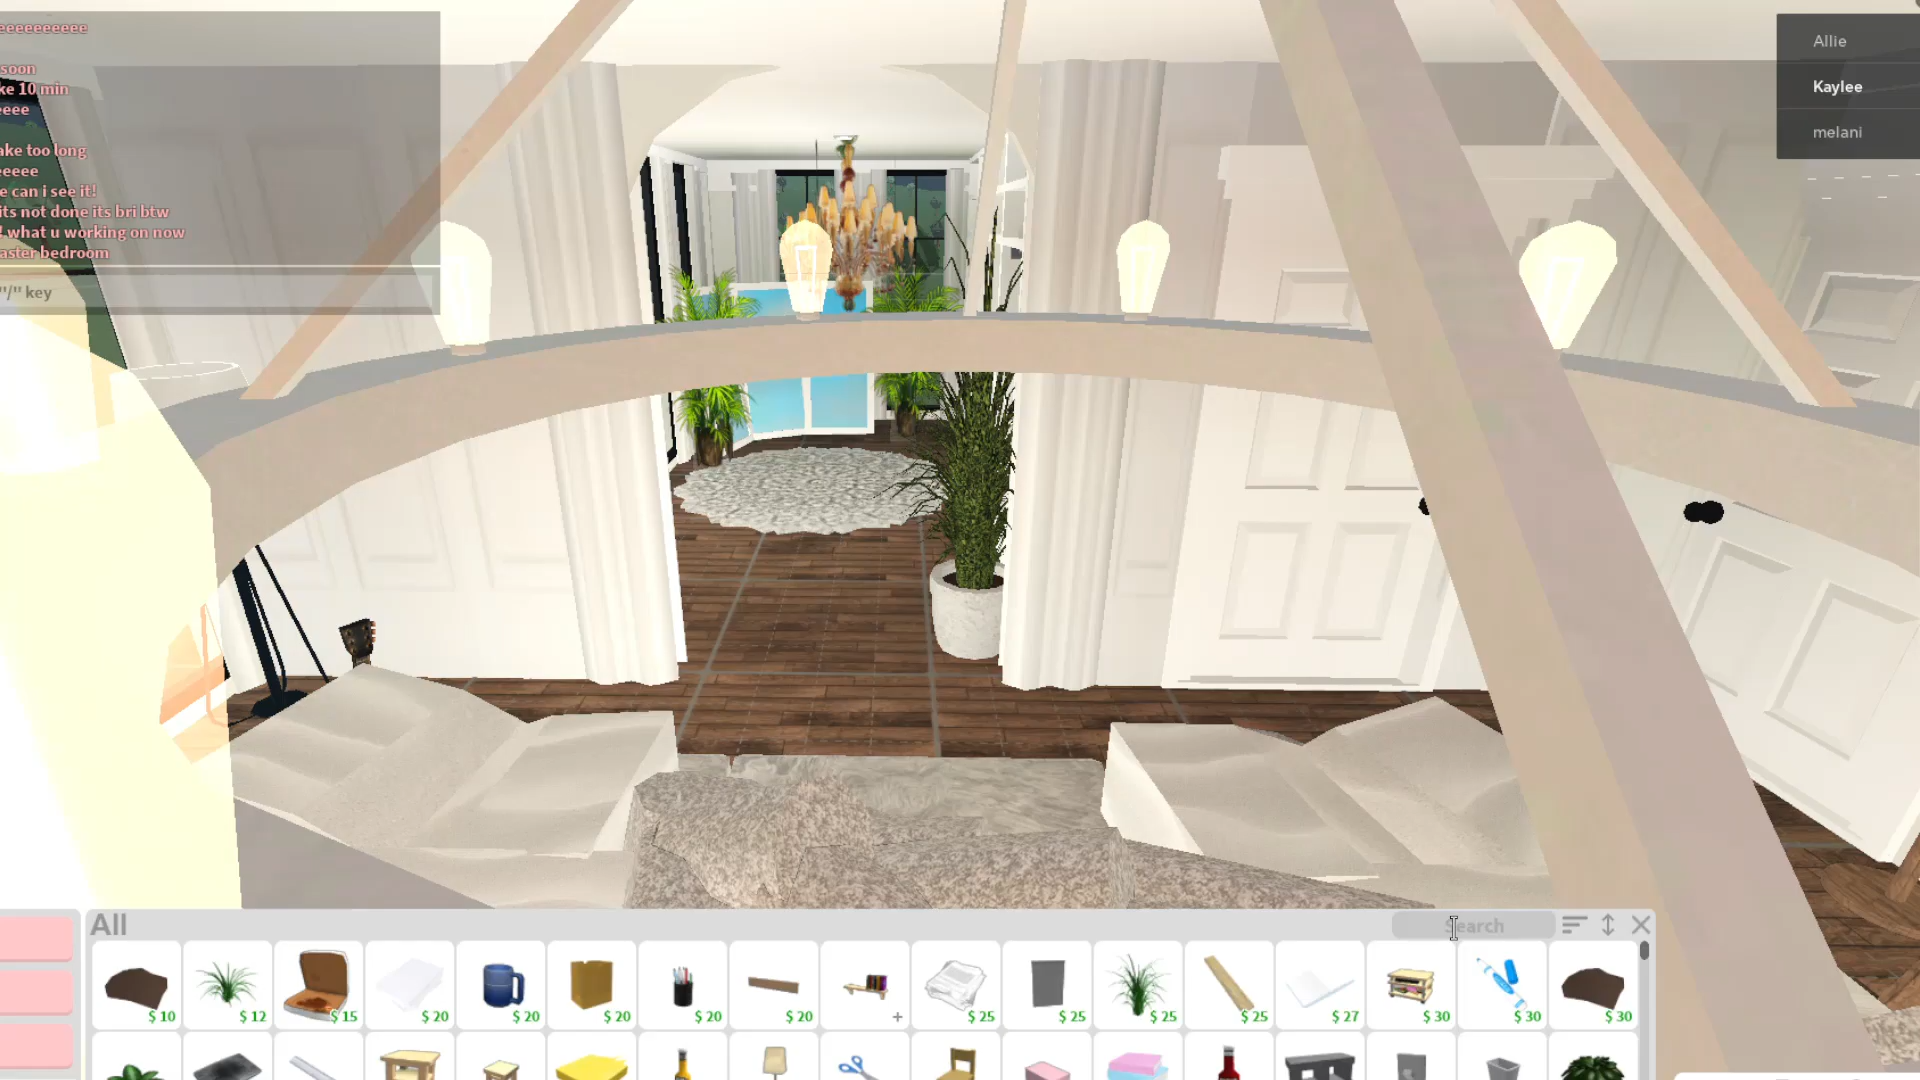 eeeeeeeeeee
soon
ke 10 min
eeee
ake too long
eeeee
e can i see it!
its not done its bri btw
! what u working on now
aster bedroom
"/" key
Allie
Kaylee
melani
All
Search
$ 10
$ 12
$ 15
$ 20
$ 20
$ 20
$ 20
$ 20
+
$ 25
$ 25
$ 25
$ 25
$ 27
$ 30
$ 30
$ 30